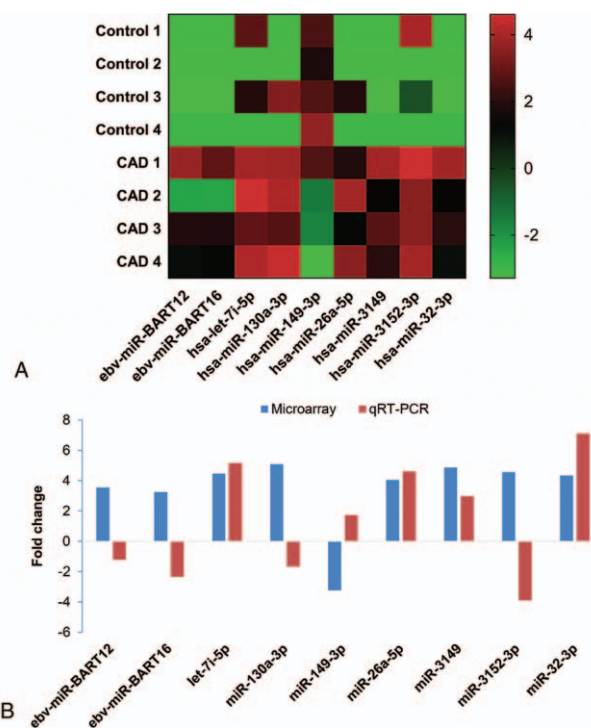 Control 1
Control 2
Control 3
Control 4
CAD 1
CAD 2
CAD 3
CAD 4
4
2
0
-2
ebv-miR-BART12
ebv-miR-BART16
hsa-let-7i-5p
hsa-miR-130a-3p
hsa-miR-149-3p
hsa-miR-26a-5p
hsa-miR-3149
hsa-miR-3152-3p
hsa-miR-32-3p
A
Microarray qRT-PCR
Fold change
8
6
4
2
0
-2
-4
-6
ebv-miR-BART12
ebv-miR-BART16
let-7i-5p
miR-130a-3p
miR-149-3p
miR-26a-5p
miR-3149
miR-3152-3p
miR-32-3p
B